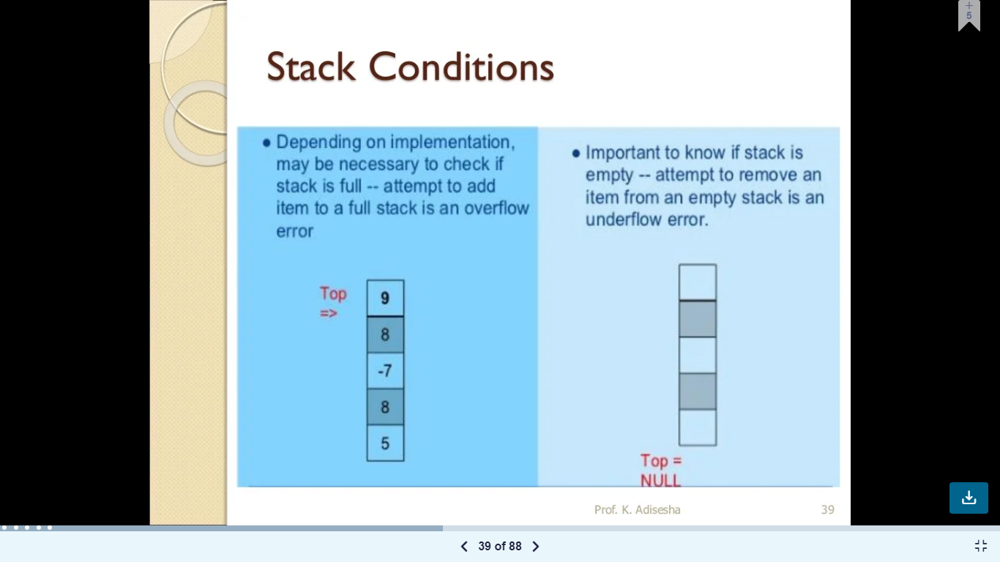 +
5
Stack Conditions
● Depending on implementation,
may be necessary to check if
stack is full -- attempt to add
item to a full stack is an overflow
error
Top
=>
9
8
-7
8
5
● Important to know if stack is
empty -- attempt to remove an
item from an empty stack is an
underflow error.
Top =
NULL
Prof. K. Adisesha
39
39 of 88